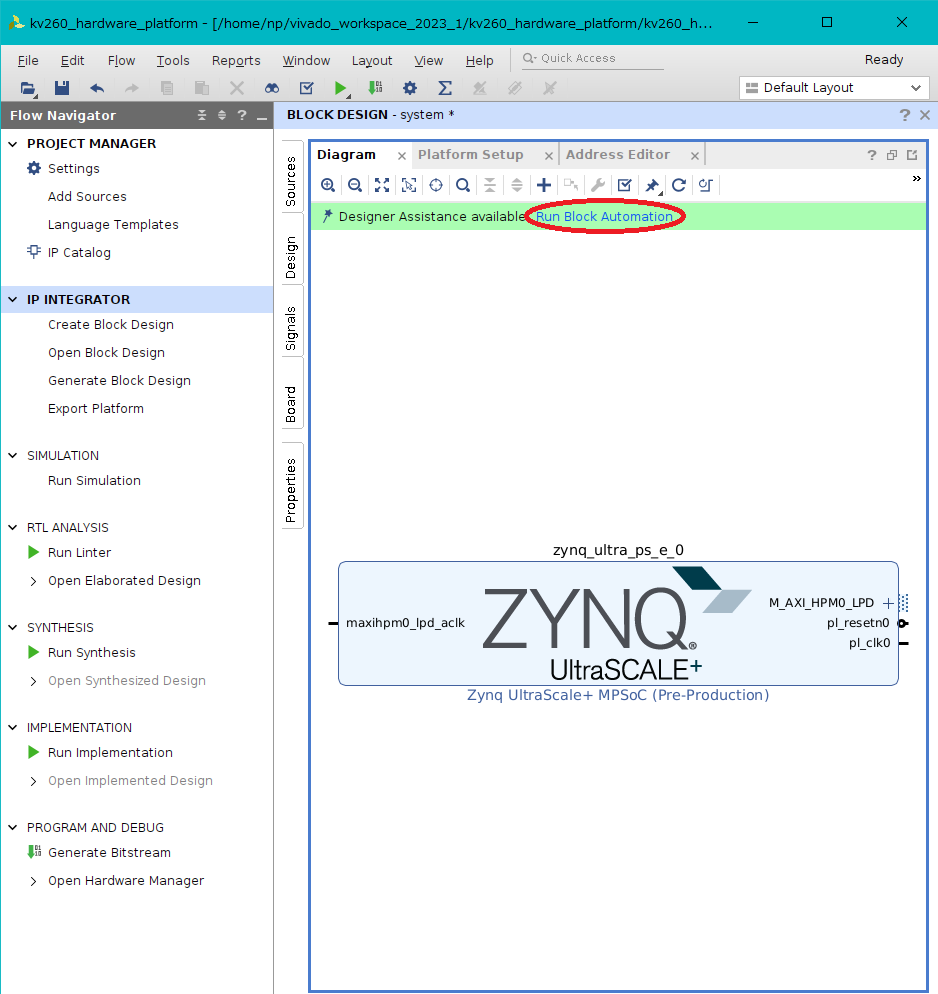 kv260_hardware_platform - [/home/np/vivado_workspace_2023_1/kv260_hardware_platform/kv260_h...
File Edit Flow Tools Reports Window Layout View Help Quick Access Ready
Default Layout
Flow Navigator
PROJECT MANAGER
Settings
Add Sources
Language Templates
IP Catalog
IP INTEGRATOR
Create Block Design
Open Block Design
Generate Block Design
Export Platform
SIMULATION
Run Simulation
RTL ANALYSIS
Run Linter
Open Elaborated Design
SYNTHESIS
Run Synthesis
Open Synthesized Design
IMPLEMENTATION
Run Implementation
Open Implemented Design
PROGRAM AND DEBUG
Generate Bitstream
Open Hardware Manager
BLOCK DESIGN - system *
Sources
Design
Signals
Board
Properties
Diagram Platform Setup Address Editor
Designer Assistance available Run Block Automation
zynq_ultra_ps_e_0
maxihpm0_lpd_aclk
ZYNQ®
UltraSCALE+
M_AXI_HPM0_LPD
pl_resetn0
pl_clk0
Zynq UltraScale+ MPSoC (Pre-Production)